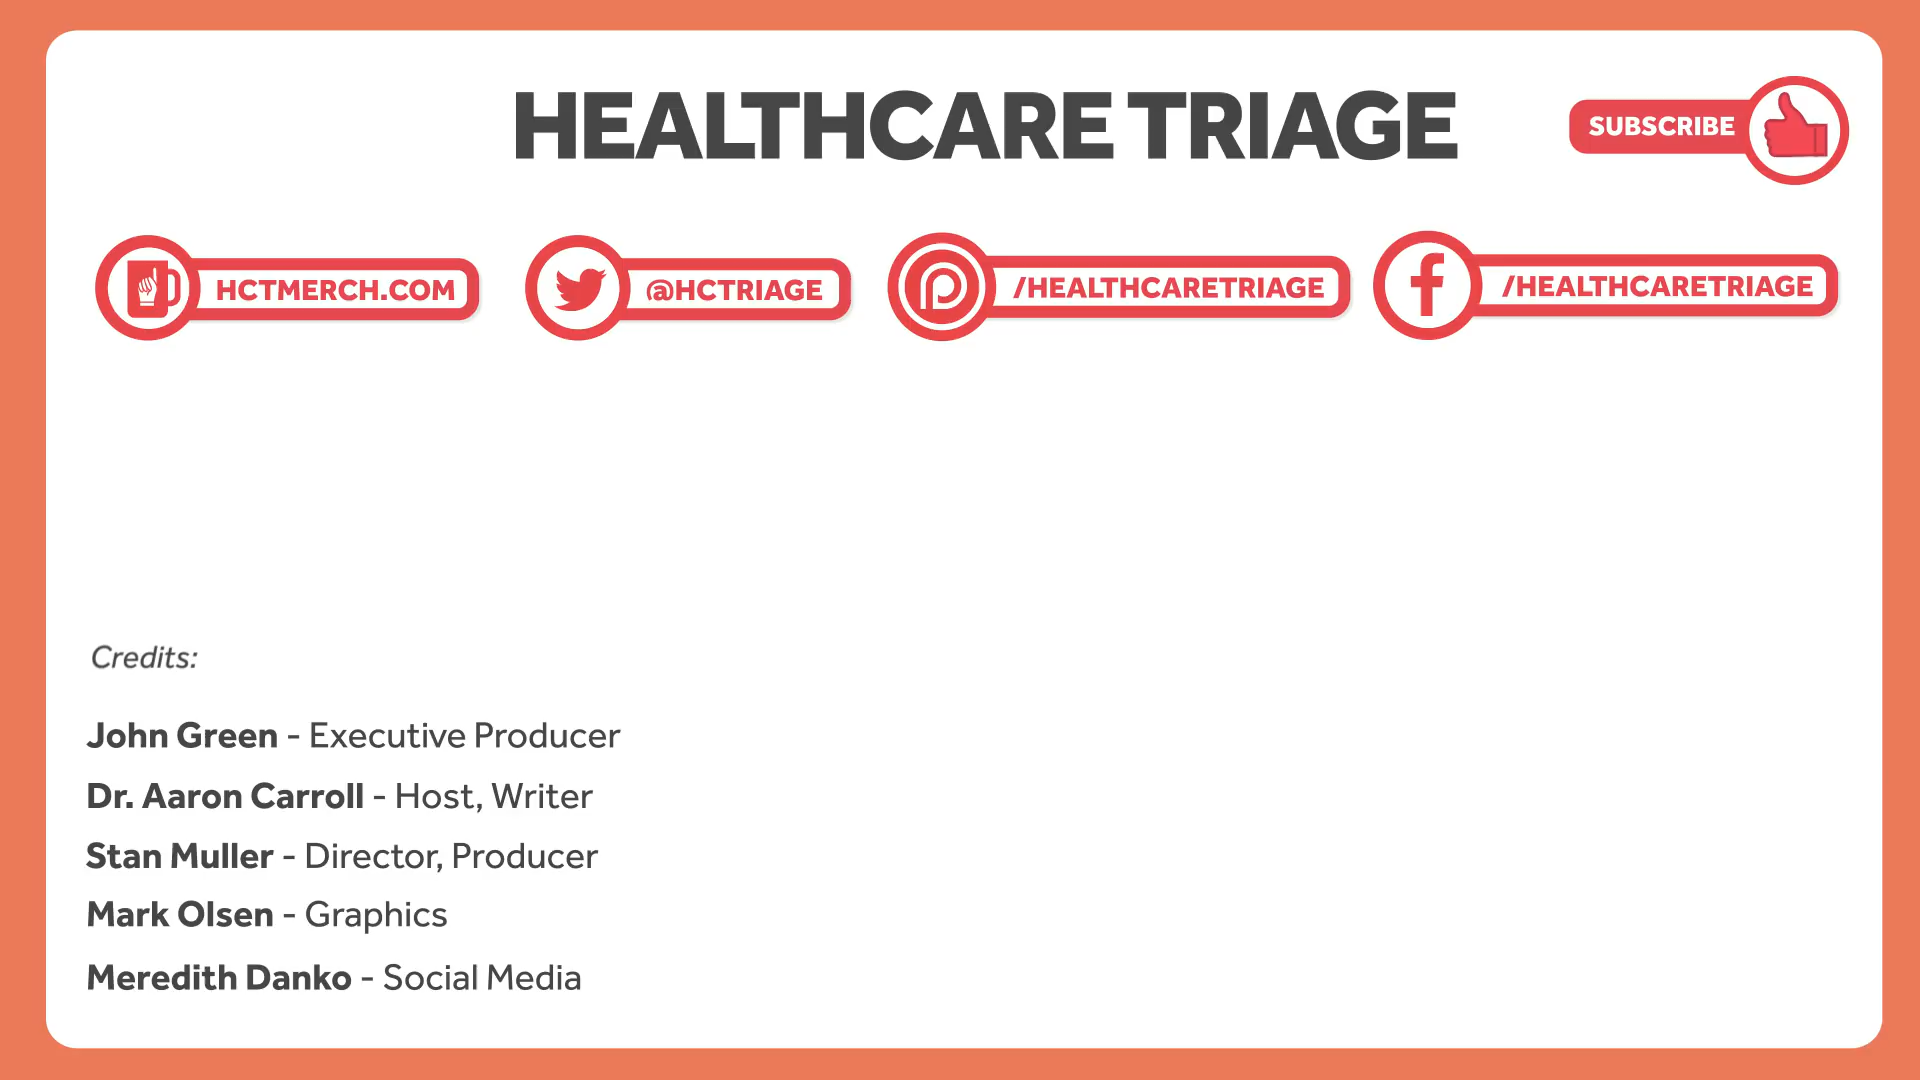 HEALTHCARE TRIAGE
SUBSCRIBE
HCTMERCH.COM
@HCTRIAGE
/HEALTHCARETRIAGE
/HEALTHCARETRIAGE
Credits:
John Green - Executive Producer
Dr. Aaron Carroll - Host, Writer
Stan Muller - Director, Producer
Mark Olsen - Graphics
Meredith Danko - Social Media